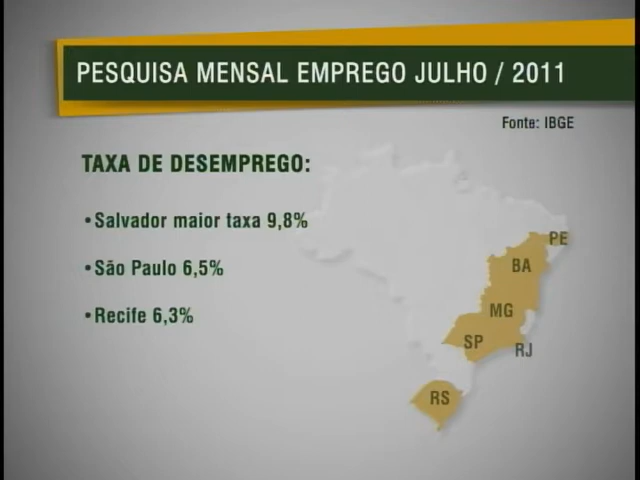 PESQUISA MENSAL EMPREGO JULHO / 2011
Fonte: IBGE
TAXA DE DESEMPREGO:
•Salvador maior taxa 9,8%
•São Paulo 6,5%
•Recife 6,3%
PE
BA
MG
SP
RJ
RS